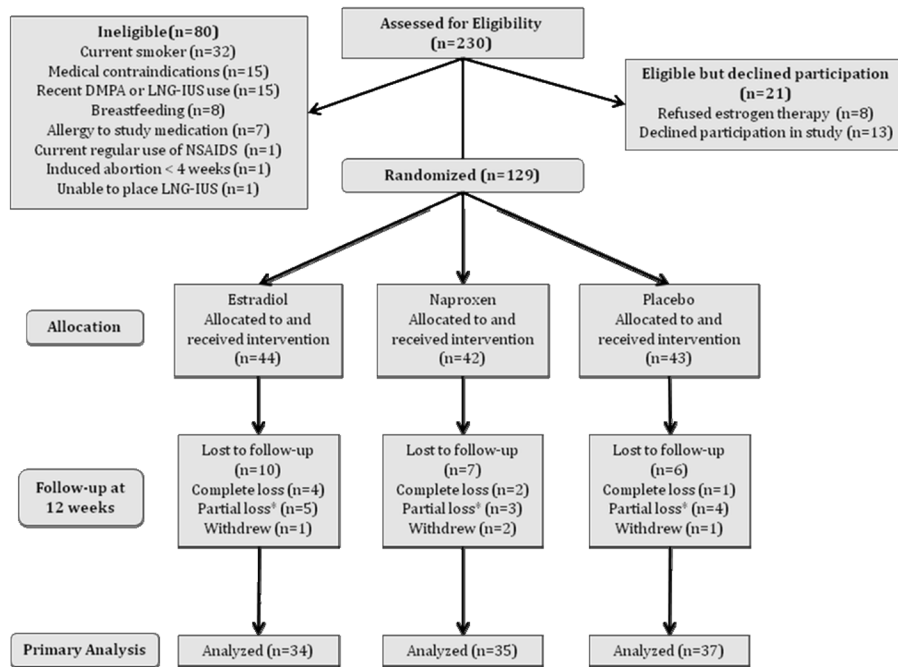 Assessed for Eligibility
(n=230)
Ineligible(n=80)
Current smoker (n=32)
Medical contraindications (n=15)
Recent DMPA or LNG-IUS use (n=15)
Breastfeeding (n=8)
Allergy to study medication (n=7)
Current regular use of NSAIDS (n=1)
Induced abortion < 4 weeks (n=1)
Unable to place LNG-IUS (n=1)
Eligible but declined participation
(n=21)
Refused estrogen therapy (n=8)
Declined participation in study (n=13)
Randomized (n=129)
Allocation
Estradiol
Allocated to and
received intervention
(n=44)
Naproxen
Allocated to and
received intervention
(n=42)
Placebo
Allocated to and
received intervention
(n=43)
Follow-up at
12 weeks
Lost to follow-up
(n=10)
Complete loss (n=4)
Partial loss* (n=5)
Withdrew (n=1)
Lost to follow-up
(n=7)
Complete loss (n=2)
Partial loss* (n=3)
Withdrew (n=2)
Lost to follow-up
(n=6)
Complete loss (n=1)
Partial loss* (n=4)
Withdrew (n=1)
Primary Analysis
Analyzed (n=34)
Analyzed (n=35)
Analyzed (n=37)